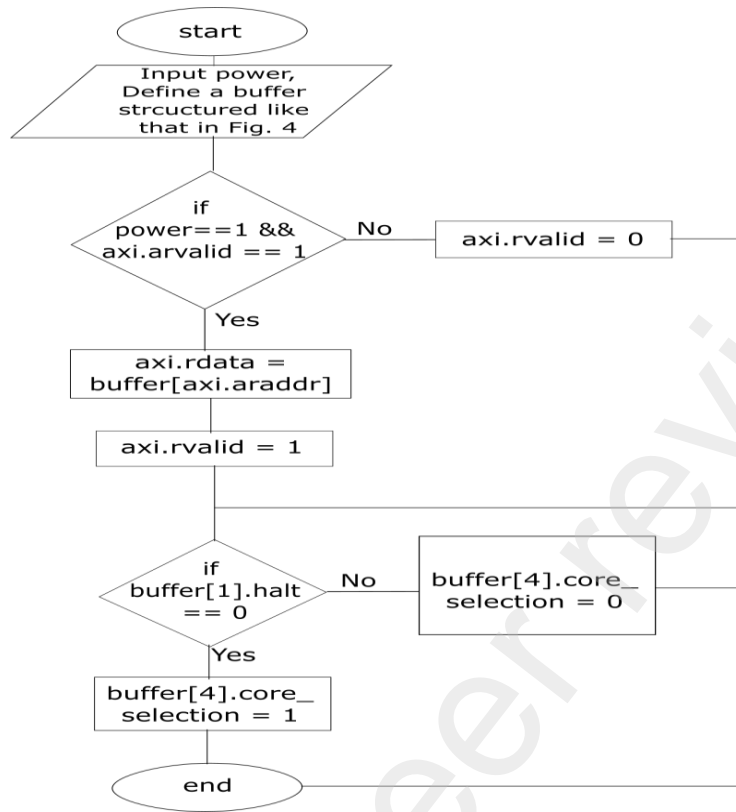 start
Input power,
Define a buffer
strcuctured like
that in Fig. 4
if
power==1 &&
axi.arvalid == 1
No
axi.rvalid = 0
Yes
axi.rdata =
buffer[axi.araddr]
axi.rvalid = 1
if
buffer[1].halt
== 0
No
buffer[4].core_
selection = 0
Yes
buffer[4].core_
selection = 1
end
eer revi